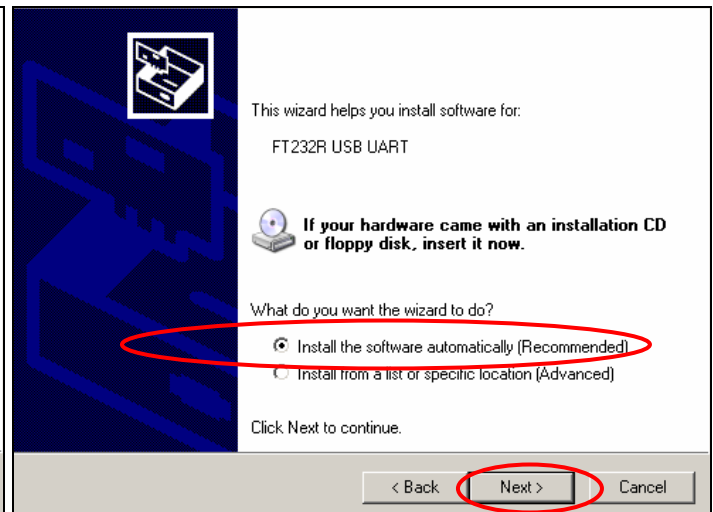 This wizard helps you install software for:
FT232R USB UART
If your hardware came with an installation CD
or floppy disk, insert it now.
What do you want the wizard to do?
Install the software automatically (Recommended)
Install from a list or specific location (Advanced)
Click Next to continue.
< Back Next > Cancel